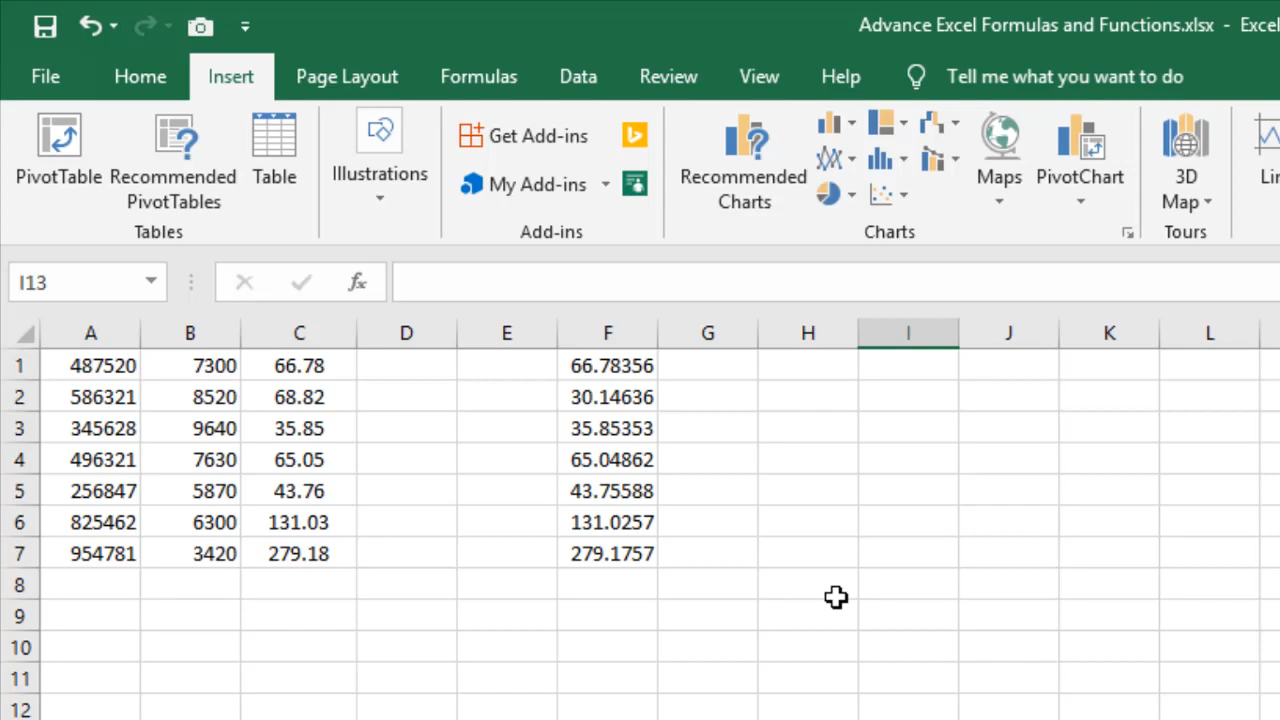 Advance Excel Formulas and Functions.xlsx - Exce
File Home Insert Page Layout Formulas Data Review View Help Tell me what you want to do
PivotTable
Recommended
PivotTables
Table
Tables
Illustrations
Get Add-ins
My Add-ins
Add-ins
Recommended
Charts
Maps
PivotChart
Charts
3D
Map
Tours
Li
I13
fx
A B C D E F G H I J K L
1 487520 7300 66.78 66.78356
2 586321 8520 68.82 30.14636
3 345628 9640 35.85 35.85353
4 496321 7630 65.05 65.04862
5 256847 5870 43.76 43.75588
6 825462 6300 131.03 131.0257
7 954781 3420 279.18 279.1757
8
9
10
11
12